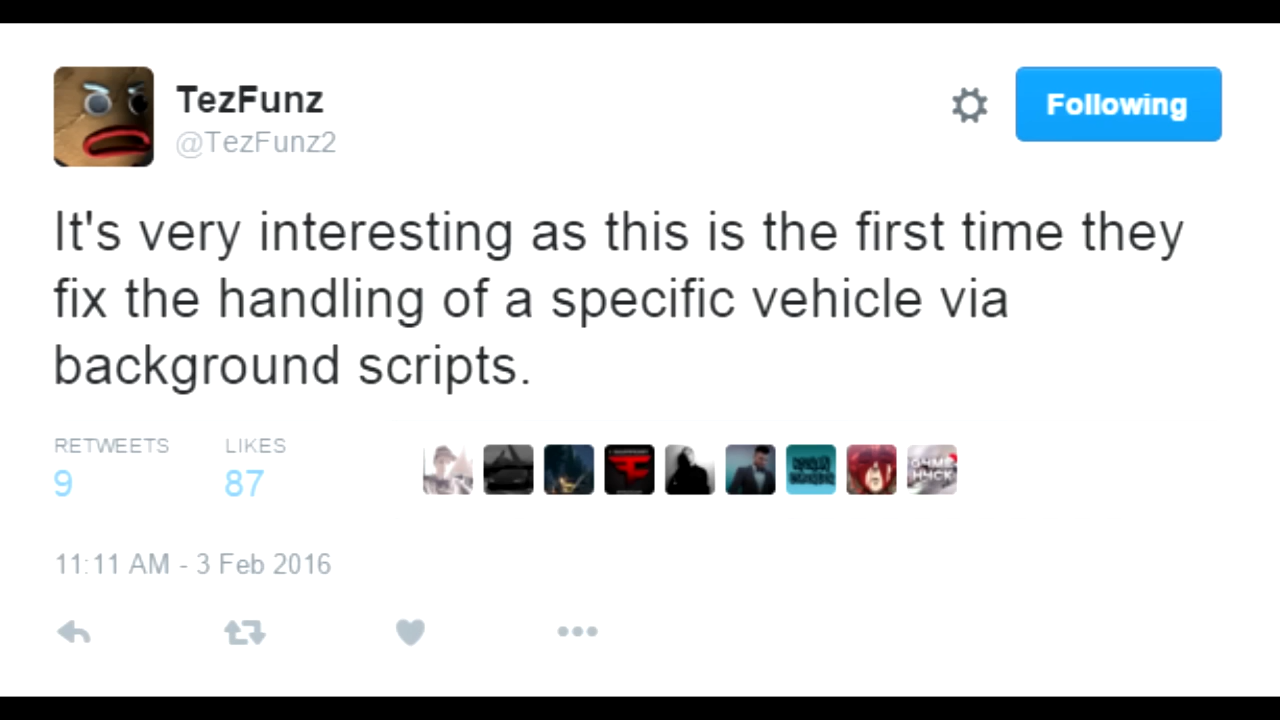 TezFunz
@TezFunz2
Following
It's very interesting as this is the first time they
fix the handling of a specific vehicle via
background scripts.
RETWEETS LIKES
9 87
11:11 AM - 3 Feb 2016